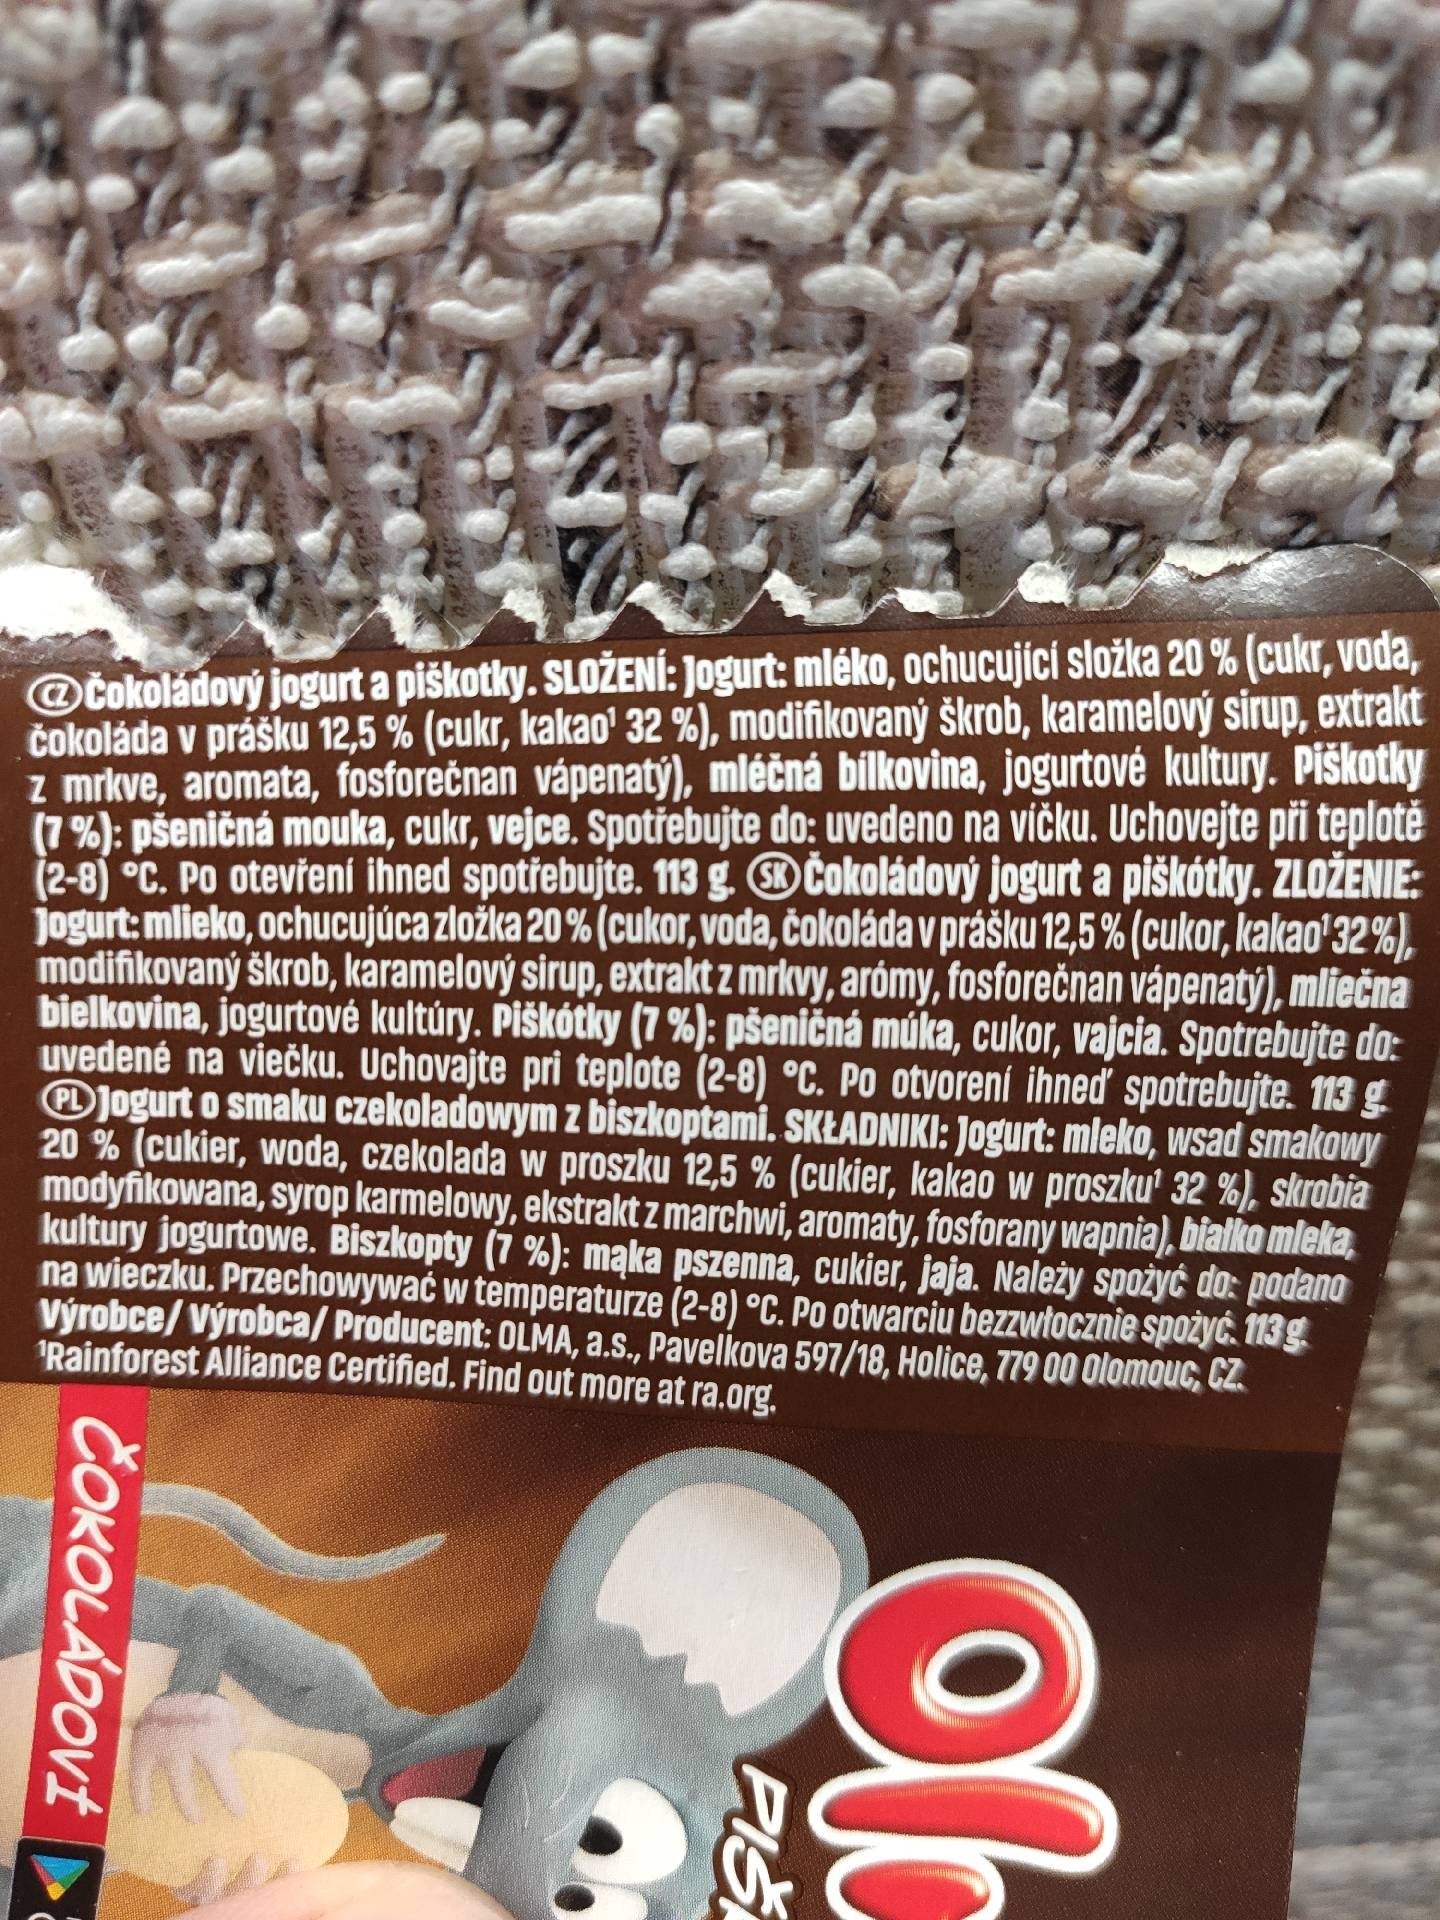 CZ Čokoládový jogurt a piškotky. SLOŽENÍ: Jogurt: mléko, ochucující složka 20 % (cukr, voda,
čokoláda v prášku 12,5 % (cukr, kakao¹ 32 %), modifikovaný škrob, karamelový sirup, extrakt
z mrkve, aromata, fosforečnan vápenatý), mléčná bílkovina, jogurtové kultury. Piškotky
(7 %): pšeničná mouka, cukr, vejce. Spotřebujte do: uvedeno na víčku. Uchovejte při teplotě
(2-8) °C. Po otevření ihned spotřebujte. 113 g. SK Čokoládový jogurt a piškótky. ZLOŽENIE:
Jogurt: mlieko, ochucujúca zložka 20 % (cukor, voda, čokoláda v prášku 12,5 % (cukor, kakao¹ 32 %),
modifikovaný škrob, karamelový sirup, extrakt z mrkvy, arómy, fosforečnan vápenatý), mliečna
bielkovina, jogurtové kultúry. Piškótky (7 %): pšeničná múka, cukor, vajcia. Spotrebujte do:
uvedené na viečku. Uchovajte pri teplote (2-8) °C. Po otvorení ihneď spotrebujte. 113 g.
PL Jogurt o smaku czekoladowym z biszkoptami. SKŁADNIKI: Jogurt: mleko, wsad smakowy
20 % (cukier, woda, czekolada w proszku 12,5 % (cukier, kakao w proszku¹ 32 %), skrobia
modyfikowana, syrop karmelowy, ekstrakt z marchwi, aromaty, fosforany wapnia), białko mleka,
kultury jogurtowe. Biszkopty (7 %): mąka pszenna, cukier, jaja. Należy spożyć do: podano
na wieczku. Przechowywać w temperaturze (2-8) °C. Po otwarciu bezzwłocznie spożyć. 113 g.
Výrobce/ Výrobca/ Producent: OLMA, a.s., Pavelkova 597/18, Holice, 779 00 Olomouc, CZ.
¹Rainforest Alliance Certified. Find out more at ra.org.
ČOKOLÁDOVÍ